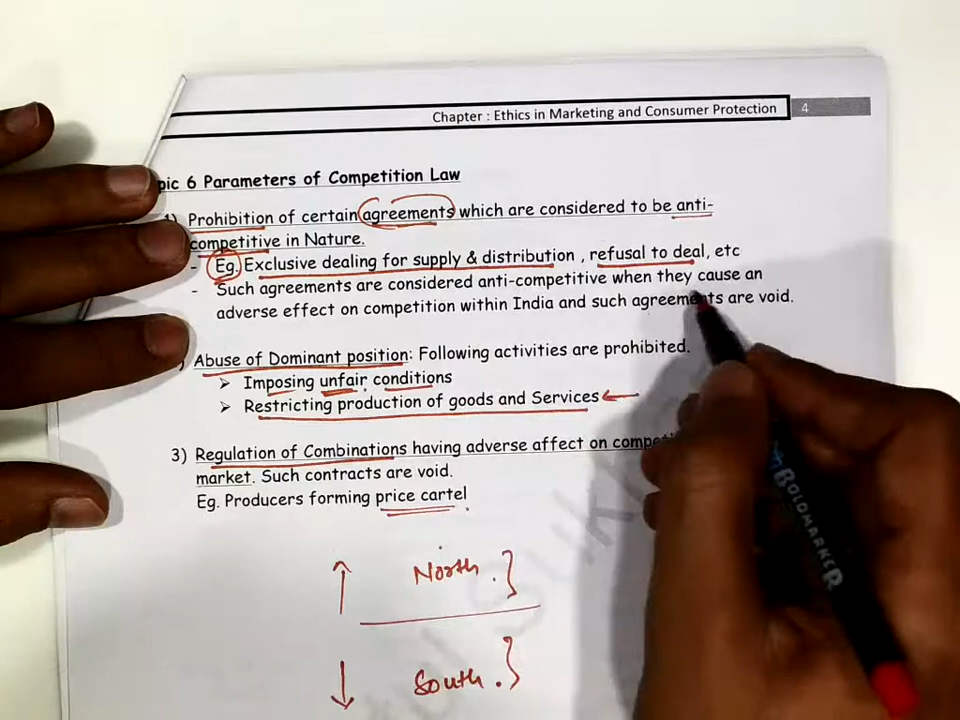 Chapter : Ethics in Marketing and Consumer Protection 4
pic 6 Parameters of Competition Law
1) Prohibition of certain agreements which are considered to be anti-
competitive in Nature.
- Eg. Exclusive dealing for supply & distribution , refusal to deal, etc
- Such agreements are considered anti-competitive when they cause an
adverse effect on competition within India and such agreements are void.
) Abuse of Dominant position: Following activities are prohibited.
➤ Imposing unfair conditions
➤ Restricting production of goods and Services
3) Regulation of Combinations having adverse affect on
market. Such contracts are void.
Eg. Producers forming price cartel
North
South
BOLDMARKER